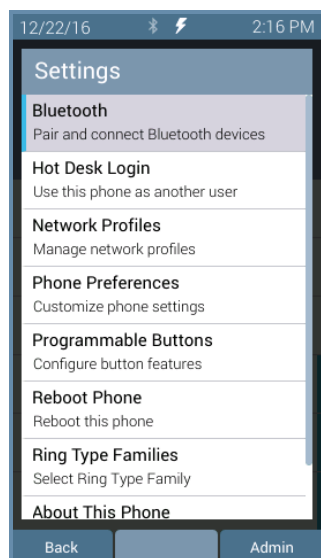 12/22/16 2:16 PM
Settings
Bluetooth
Pair and connect Bluetooth devices
Hot Desk Login
Use this phone as another user
Network Profiles
Manage network profiles
Phone Preferences
Customize phone settings
Programmable Buttons
Configure button features
Reboot Phone
Reboot this phone
Ring Type Families
Select Ring Type Family
About This Phone
Back Admin